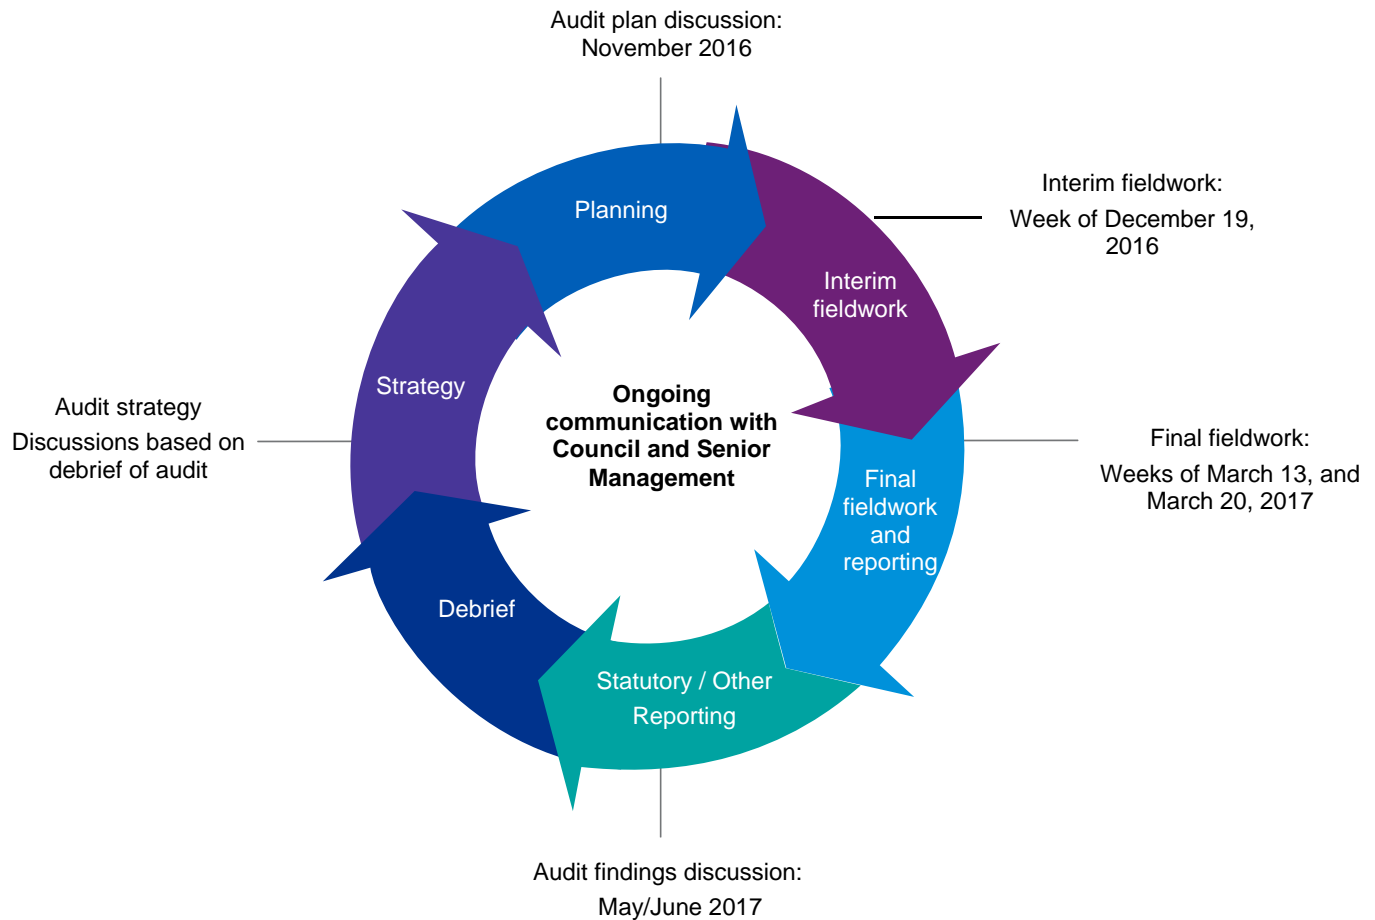 Audit plan discussion:
November 2016
Planning
Interim fieldwork:
Week of December 19,
2016
Interim
fieldwork
Strategy
Ongoing
communication with
Council and Senior
Management
Audit strategy
Discussions based on
debrief of audit
Final fieldwork:
Weeks of March 13, and
March 20, 2017
Final
fieldwork
and
reporting
Debrief
Statutory / Other
Reporting
Audit findings discussion:
May/June 2017